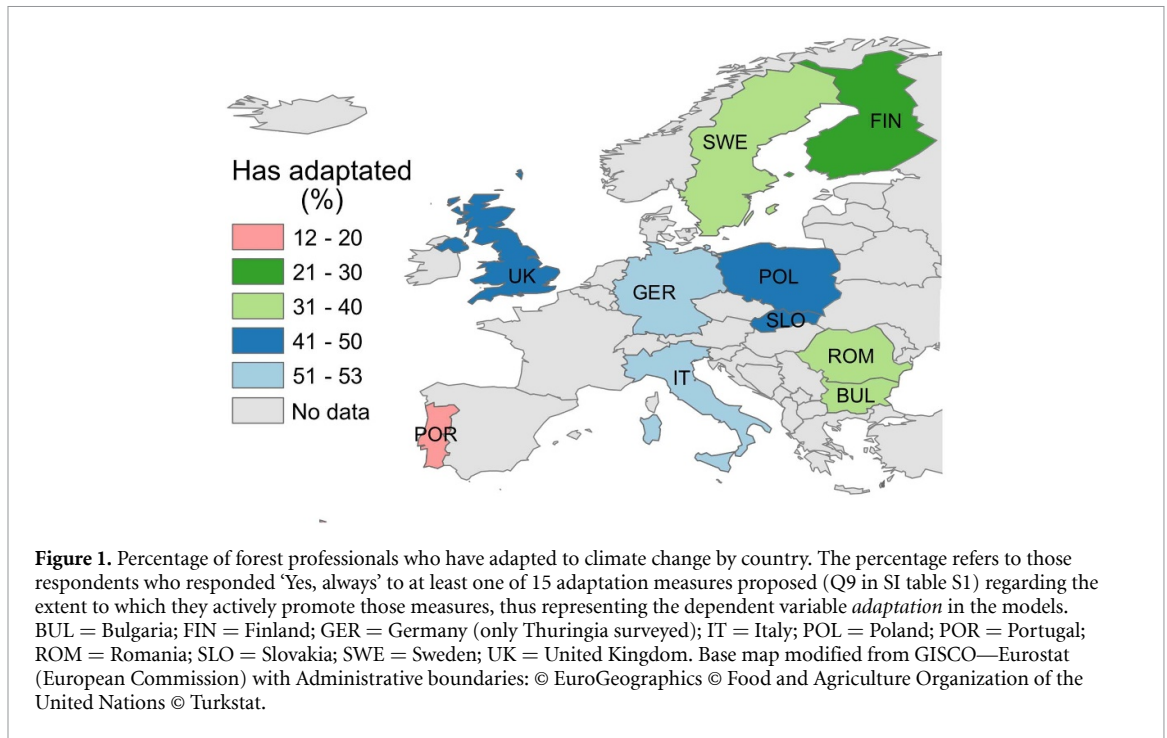 FIN
SWE
Has adaptated
(%)
12 - 20
21 - 30
31 - 40
41 - 50
51 - 53
No data
UK
GER
POL
SLO
ROM
IT
BUL
POR
Figure 1. Percentage of forest professionals who have adapted to climate change by country. The percentage refers to those
respondents who responded ‘Yes, always’ to at least one of 15 adaptation measures proposed (Q9 in SI table S1) regarding the
extent to which they actively promote those measures, thus representing the dependent variable adaptation in the models.
BUL = Bulgaria; FIN = Finland; GER = Germany (only Thuringia surveyed); IT = Italy; POL = Poland; POR = Portugal;
ROM = Romania; SLO = Slovakia; SWE = Sweden; UK = United Kingdom. Base map modified from GISCO—Eurostat
(European Commission) with Administrative boundaries: © EuroGeographics © Food and Agriculture Organization of the
United Nations © Turkstat.